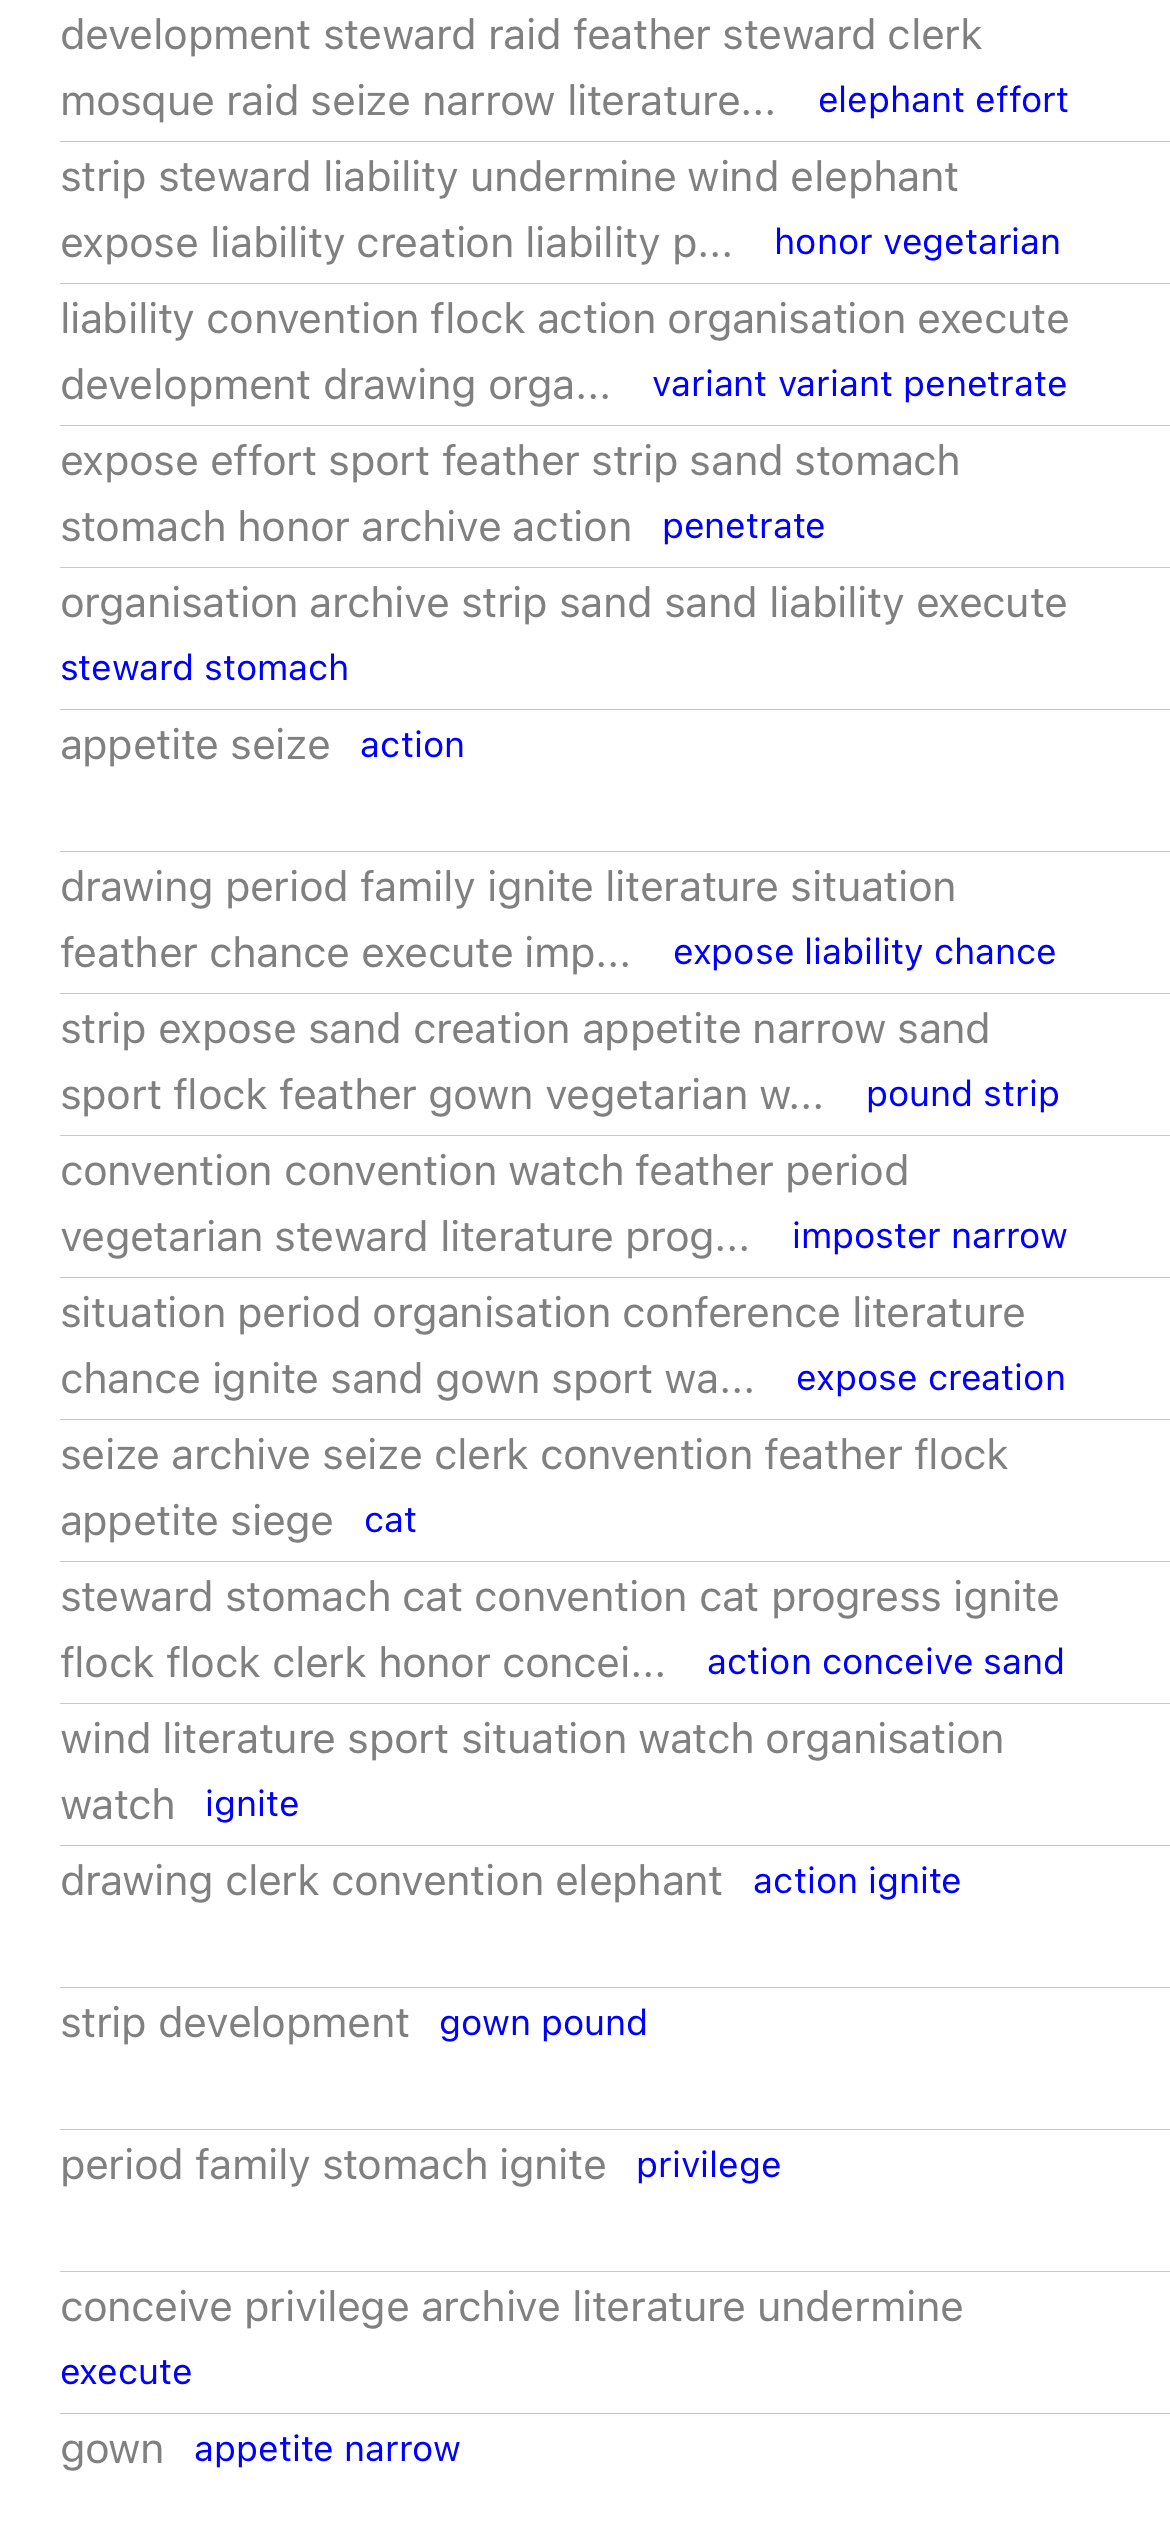 development steward raid feather steward clerk
mosque raid seize narrow literature... elephant effort
strip steward liability undermine wind elephant
expose liability creation liability p... honor vegetarian
liability convention flock action organisation execute
development drawing orga... variant variant penetrate
expose effort sport feather strip sand stomach
stomach honor archive action penetrate
organisation archive strip sand sand liability execute
steward stomach
appetite seize action
drawing period family ignite literature situation
feather chance execute imp... expose liability chance
strip expose sand creation appetite narrow sand
sport flock feather gown vegetarian w... pound strip
convention convention watch feather period
vegetarian steward literature prog... imposter narrow
situation period organisation conference literature
chance ignite sand gown sport wa... expose creation
seize archive seize clerk convention feather flock
appetite siege cat
steward stomach cat convention cat progress ignite
flock flock clerk honor concei... action conceive sand
wind literature sport situation watch organisation
watch ignite
drawing clerk convention elephant action ignite
strip development gown pound
period family stomach ignite privilege
conceive privilege archive literature undermine
execute
gown appetite narrow